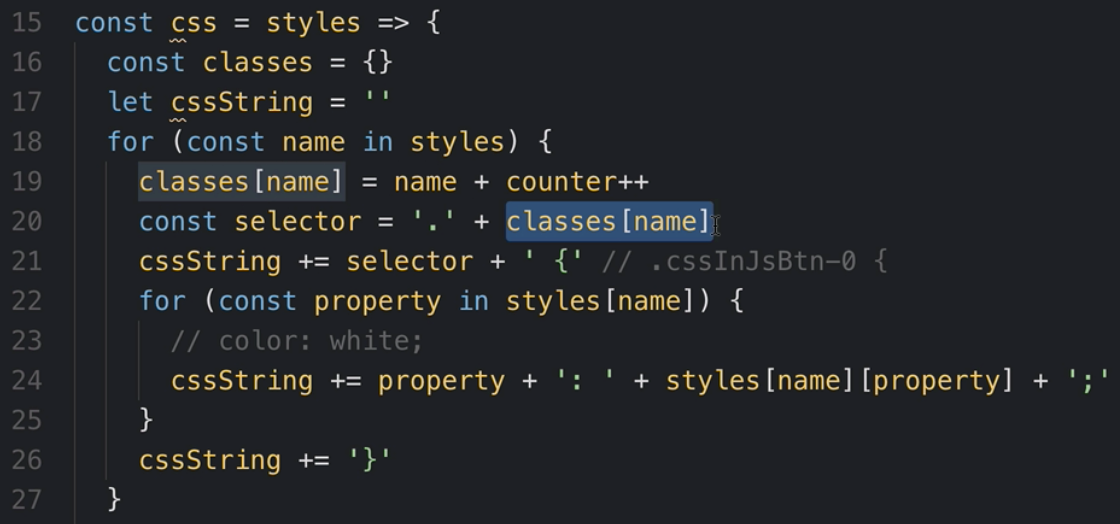 15 const css = styles => {
16 const classes = {}
17 let cssString = ''
18 for (const name in styles) {
19 classes[name] = name + counter++
20 const selector = '.' + classes[name]
21 cssString += selector + ' {' // .cssInJsBtn-0 {
22 for (const property in styles[name]) {
23 // color: white;
24 cssString += property + ': ' + styles[name][property] + ';'
25 }
26 cssString += '}'
27 }